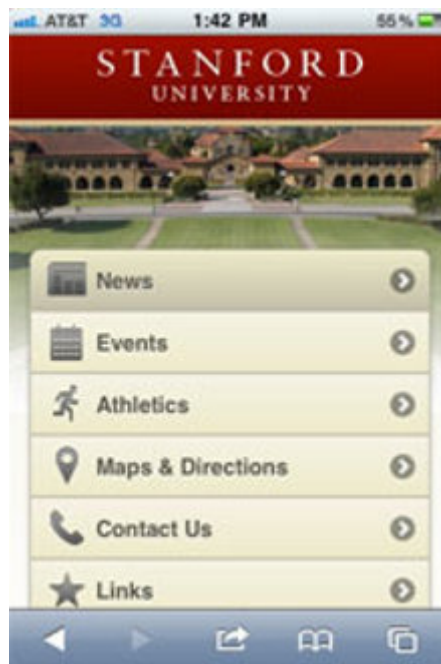 AT&T 3G 1:42 PM 55%
STANFORD
UNIVERSITY
News
Events
Athletics
Maps & Directions
Contact Us
Links